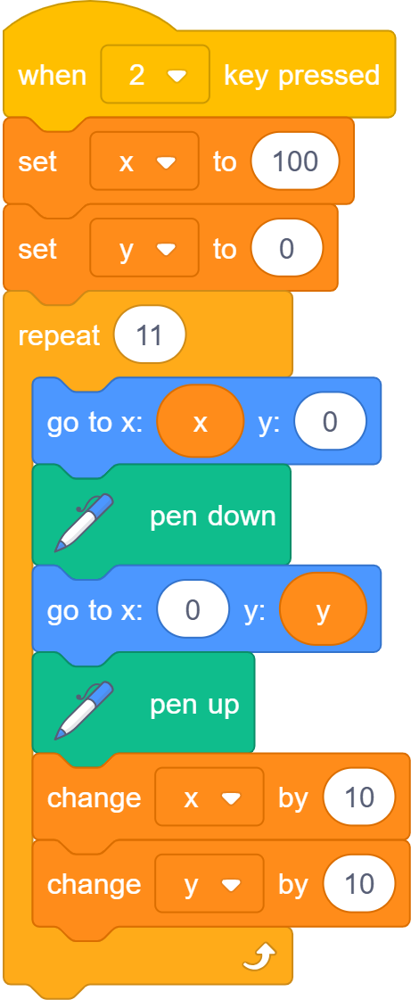 when 2 key pressed
set x to 100
set y to 0
repeat 11
go to x: x y: 0
pen down
go to x: 0 y: y
pen up
change x by 10
change y by 10